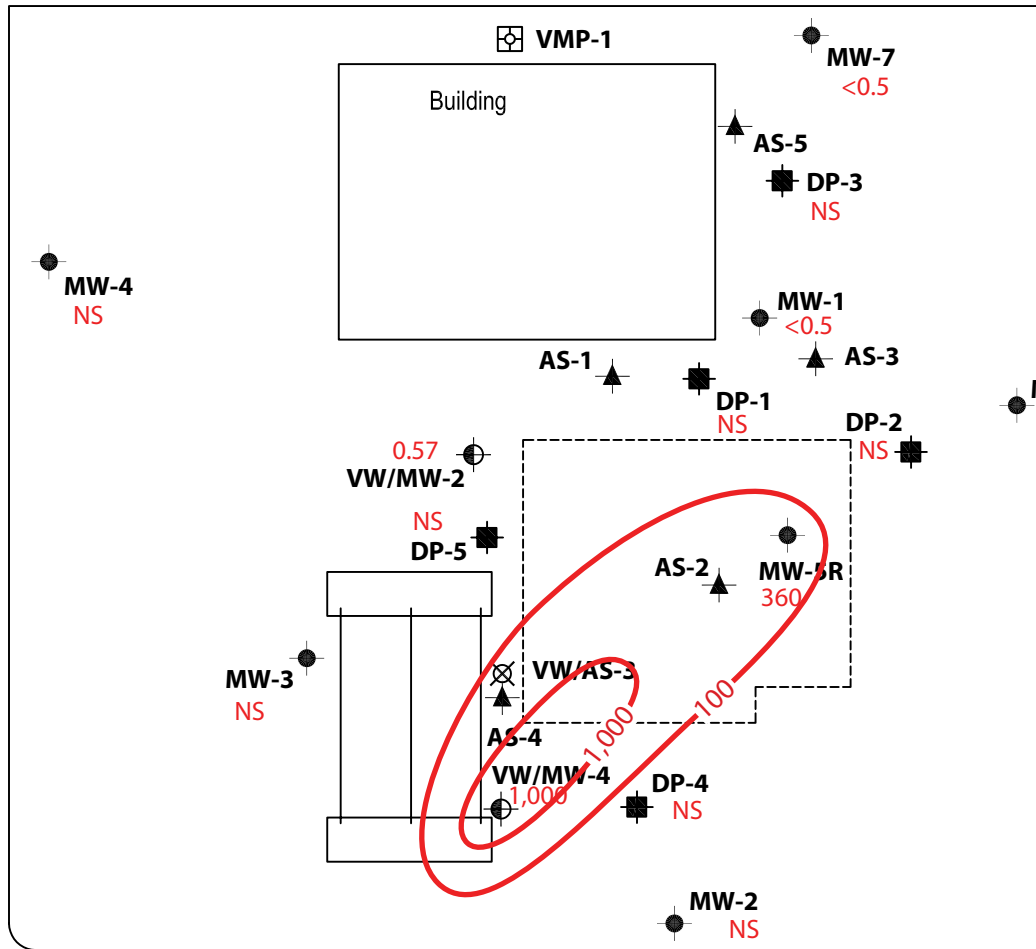 VMP-1
MW-7
<0.5
Building
AS-5
DP-3
NS
MW-4
NS
MW-1
<0.5
AS-3
AS-1
DP-1
NS
M
DP-2
NS
0.57
VW/MW-2
NS
DP-5
AS-2
MW-5R
360
MW-3
NS
VW/AS-3
100
1,000
AS-4
VW/MW-4
1,000
DP-4
NS
MW-2
NS